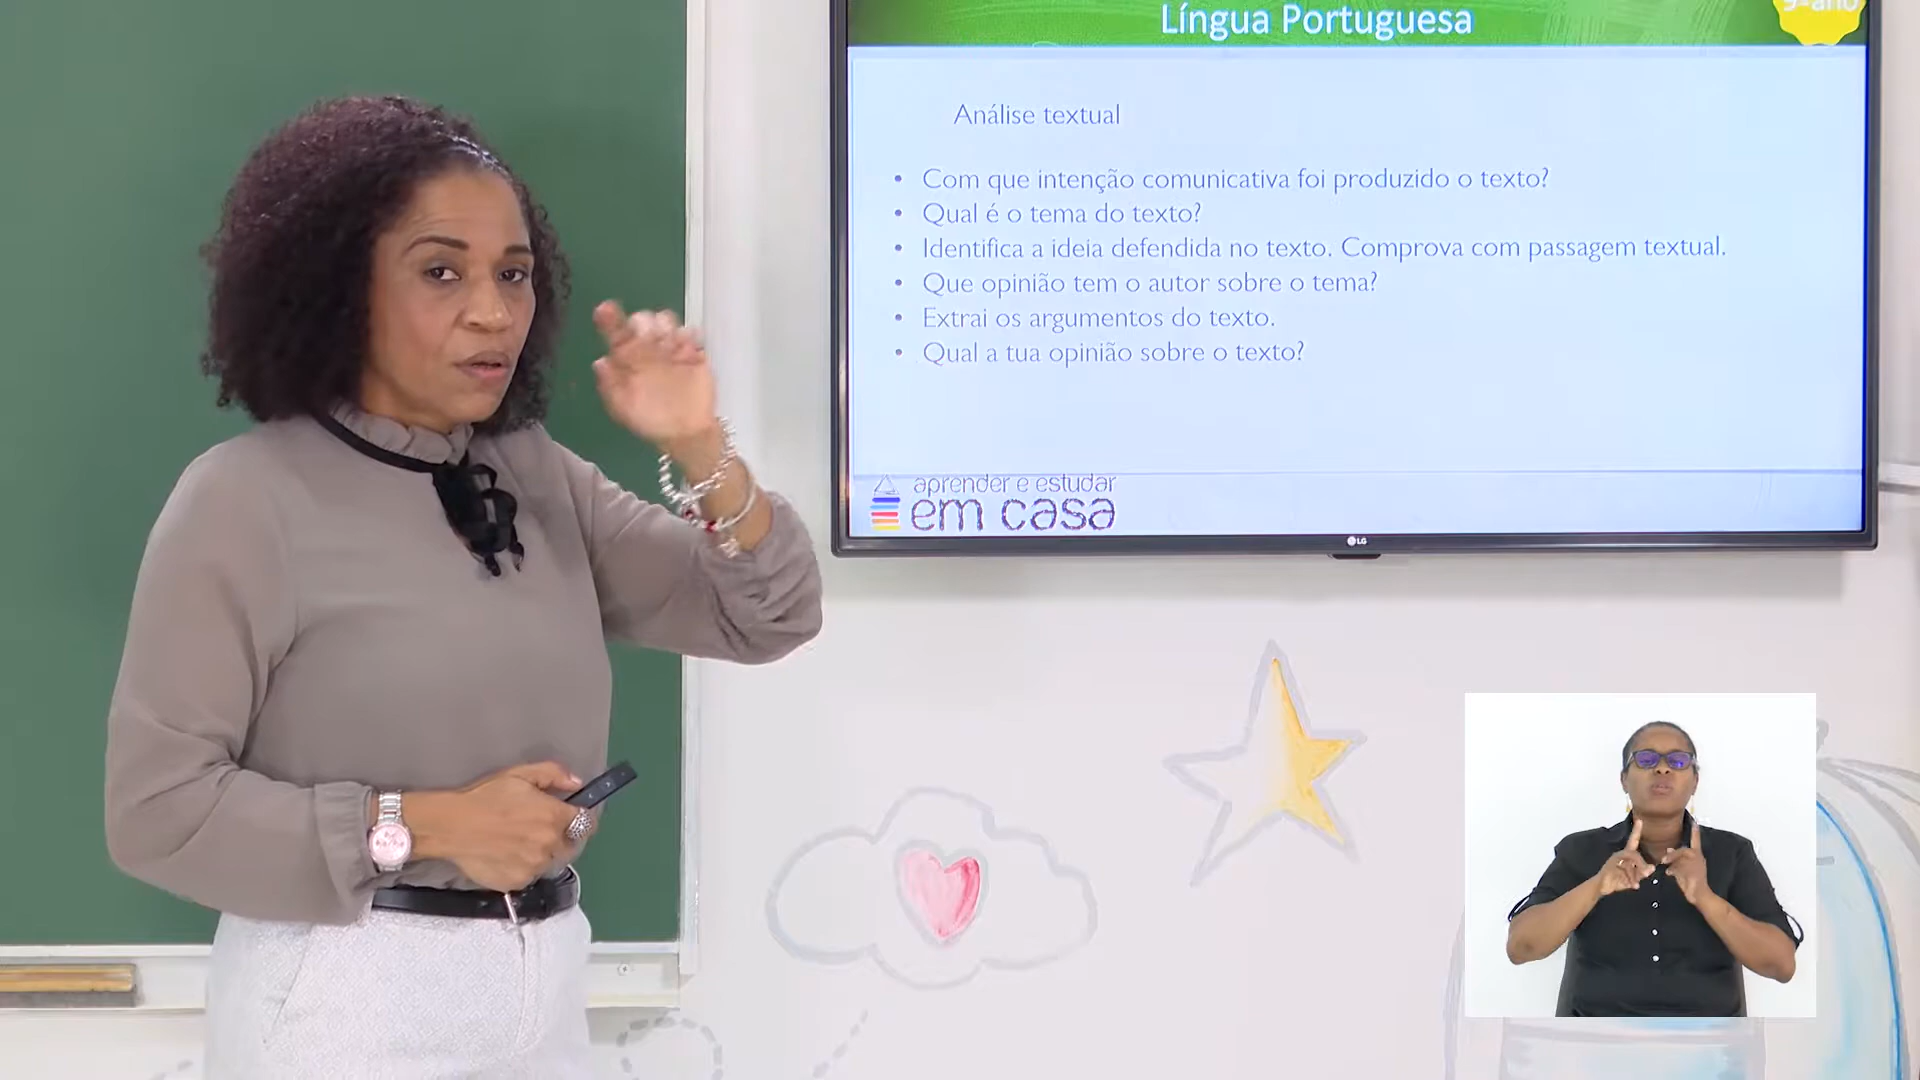 Língua Portuguesa
9º ano
Análise textual
• Com que intenção comunicativa foi produzido o texto?
• Qual é o tema do texto?
• Identifica a ideia defendida no texto. Comprova com passagem textual.
• Que opinião tem o autor sobre o tema?
• Extrai os argumentos do texto.
• Qual a tua opinião sobre o texto?
aprender e estudar
em casa
LG